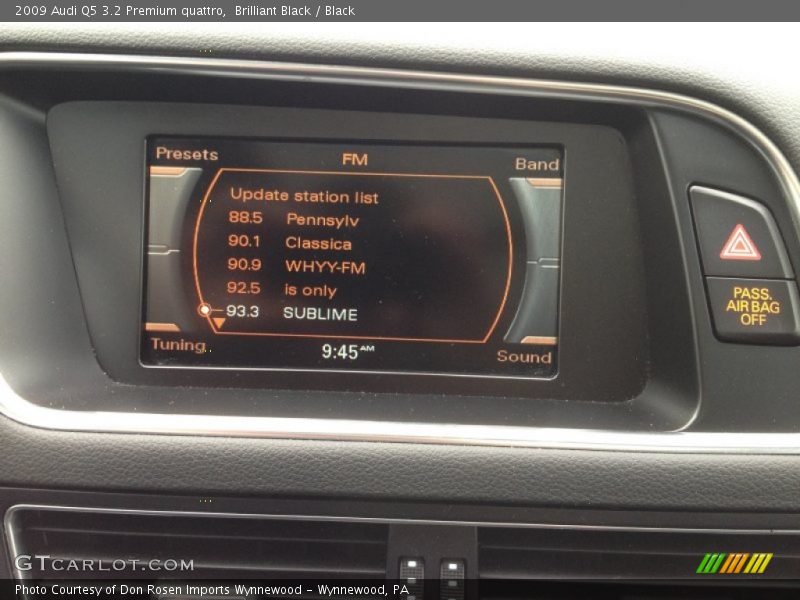 2009 Audi Q5 3.2 Premium quattro,  Brilliant Black / Black
Presets
FM
Band
Update station list
88.5 Pennsylv
90.1 Classica
90.9 WHYY-FM
92.5 is only
93.3 SUBLIME
Tuning
9:45 AM
Sound
PASS.
AIR BAG
OFF
GTCARLOT.COM
Photo Courtesy of Don Rosen Imports Wynnewood - Wynnewood, PA